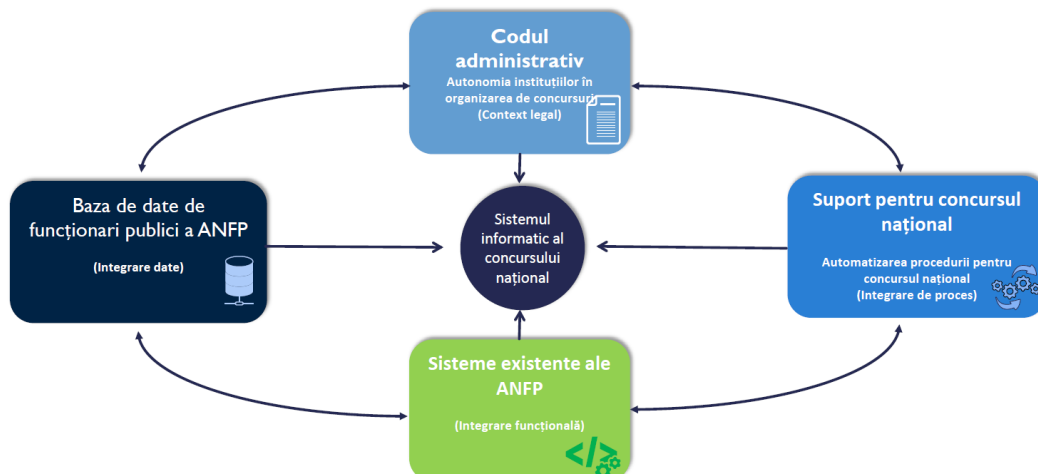 Codul
administrativ
Autonomia instituțiilor în
organizarea de concursuri
(Context legal)
Baza de date de
funcționari publici a ANFP
(Integrare date)
Sistemul
informatic al
concursului
național
Suport pentru concursul
național
Automatizarea procedurii pentru
concursul național
(Integrare de proces)
Sisteme existente ale
ANFP
(Integrare funcțională)
</>